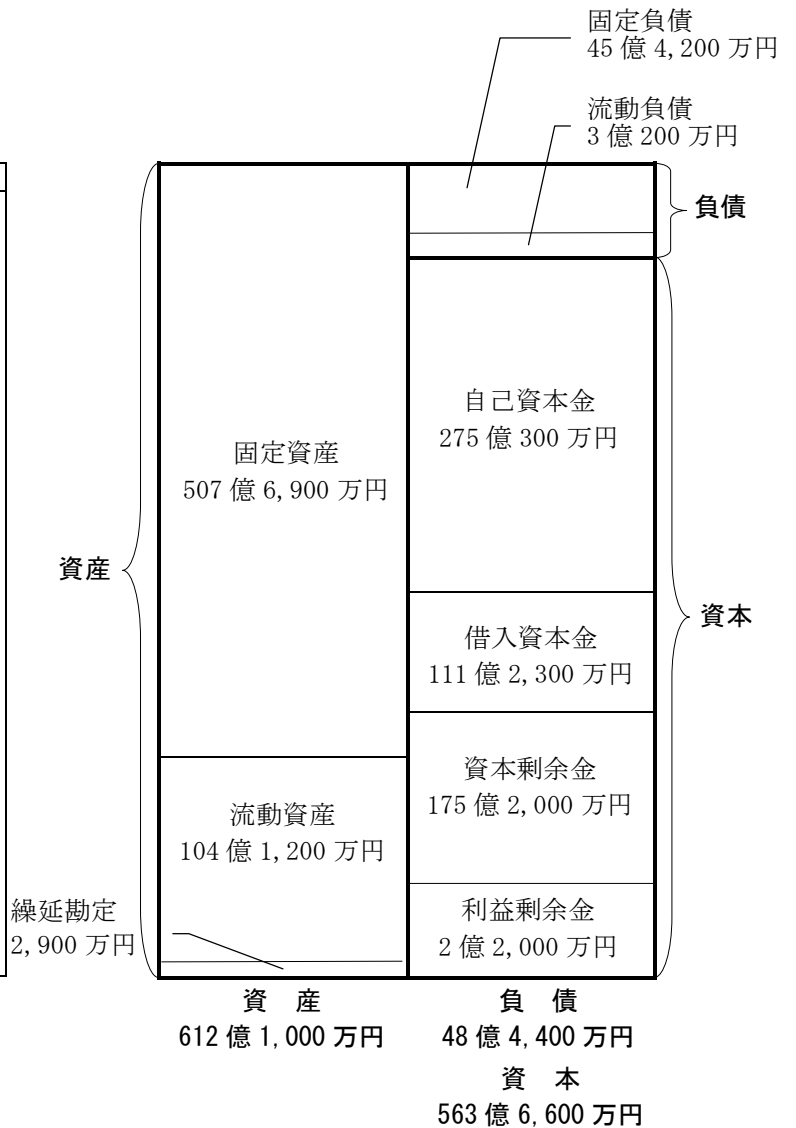 固定負債
45 億 4, 200 万円
流動負債
3 億 200 万円
負債
自己資本金
275 億 300 万円
固定資産
507 億 6, 900 万円
資産
資本
借入資本金
111 億 2, 300 万円
資本剰余金
175 億 2, 000 万円
流動資産
104 億 1, 200 万円
繰延勘定
2, 900 万円
利益剰余金
2 億 2, 000 万円
資　産
612 億 1, 000 万円
負　債
48 億 4, 400 万円
資　本
563 億 6, 600 万円